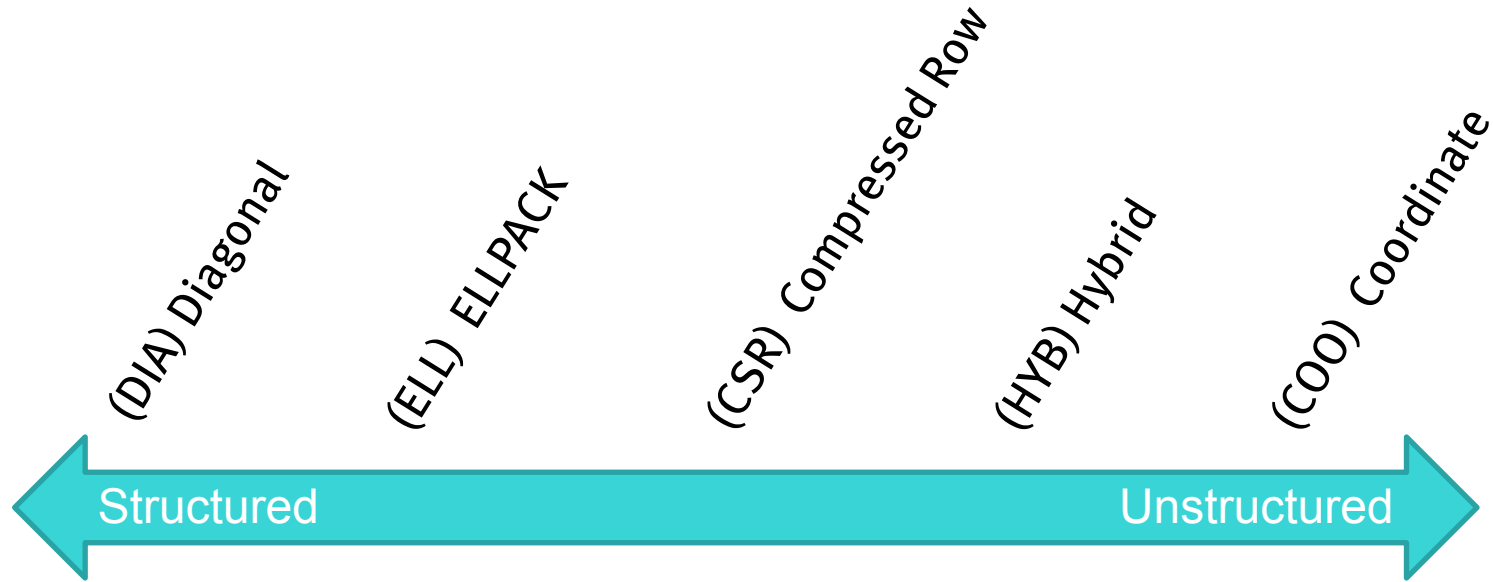 (DIA) Diagonal
(ELL) ELLPACK
(CSR) Compressed Row
(HYB) Hybrid
(COO) Coordinate
Structured
Unstructured